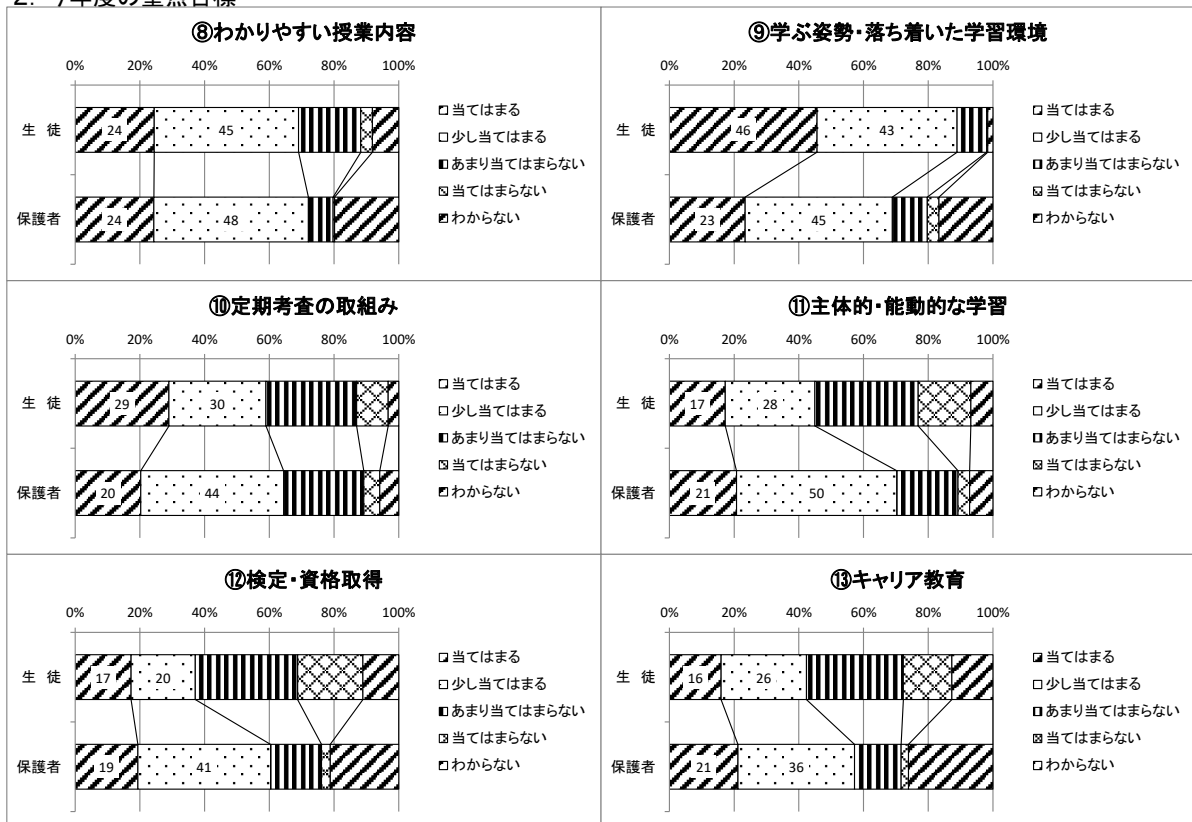 2. 今年度の重点目標
⑧わかりやすい授業内容
0% 20% 40% 60% 80% 100%
生 徒 24 45
保護者 24 48
当てはまる
少し当てはまる
あまり当てはまらない
当てはまらない
わからない
⑨学ぶ姿勢・落ち着いた学習環境
0% 20% 40% 60% 80% 100%
生 徒 46 43
保護者 23 45
当てはまる
少し当てはまる
あまり当てはまらない
当てはまらない
わからない
⑩定期考査の取組み
0% 20% 40% 60% 80% 100%
生 徒 29 30
保護者 20 44
当てはまる
少し当てはまる
あまり当てはまらない
当てはまらない
わからない
⑪主体的・能動的な学習
0% 20% 40% 60% 80% 100%
生 徒 17 28
保護者 21 50
当てはまる
少し当てはまる
あまり当てはまらない
当てはまらない
わからない
⑫検定・資格取得
0% 20% 40% 60% 80% 100%
生 徒 17 20
保護者 19 41
当てはまる
少し当てはまる
あまり当てはまらない
当てはまらない
わからない
⑬キャリア教育
0% 20% 40% 60% 80% 100%
生 徒 16 26
保護者 21 36
当てはまる
少し当てはまる
あまり当てはまらない
当てはまらない
わからない